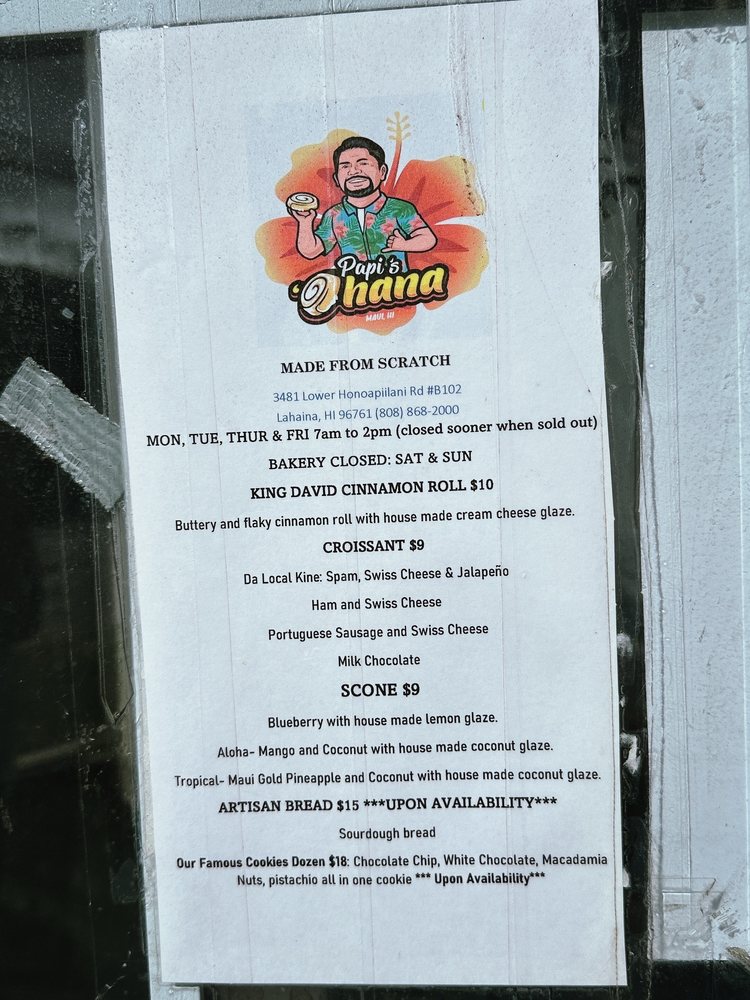 Papi's
'Ohana
MAUI, HI
MADE FROM SCRATCH
3481 Lower Honoapiilani Rd #B102
Lahaina, HI 96761 (808) 868-2000
MON, TUE, THUR & FRI 7am to 2pm (closed sooner when sold out)
BAKERY CLOSED: SAT & SUN
KING DAVID CINNAMON ROLL $10
Buttery and flaky cinnamon roll with house made cream cheese glaze.
CROISSANT $9
Da Local Kine: Spam, Swiss Cheese & Jalapeño
Ham and Swiss Cheese
Portuguese Sausage and Swiss Cheese
Milk Chocolate
SCONE $9
Blueberry with house made lemon glaze.
Aloha- Mango and Coconut with house made coconut glaze.
Tropical- Maui Gold Pineapple and Coconut with house made coconut glaze.
ARTISAN BREAD $15 ***UPON AVAILABILITY***
Sourdough bread
Our Famous Cookies Dozen $18: Chocolate Chip, White Chocolate, Macadamia
Nuts, pistachio all in one cookie *** Upon Availability***